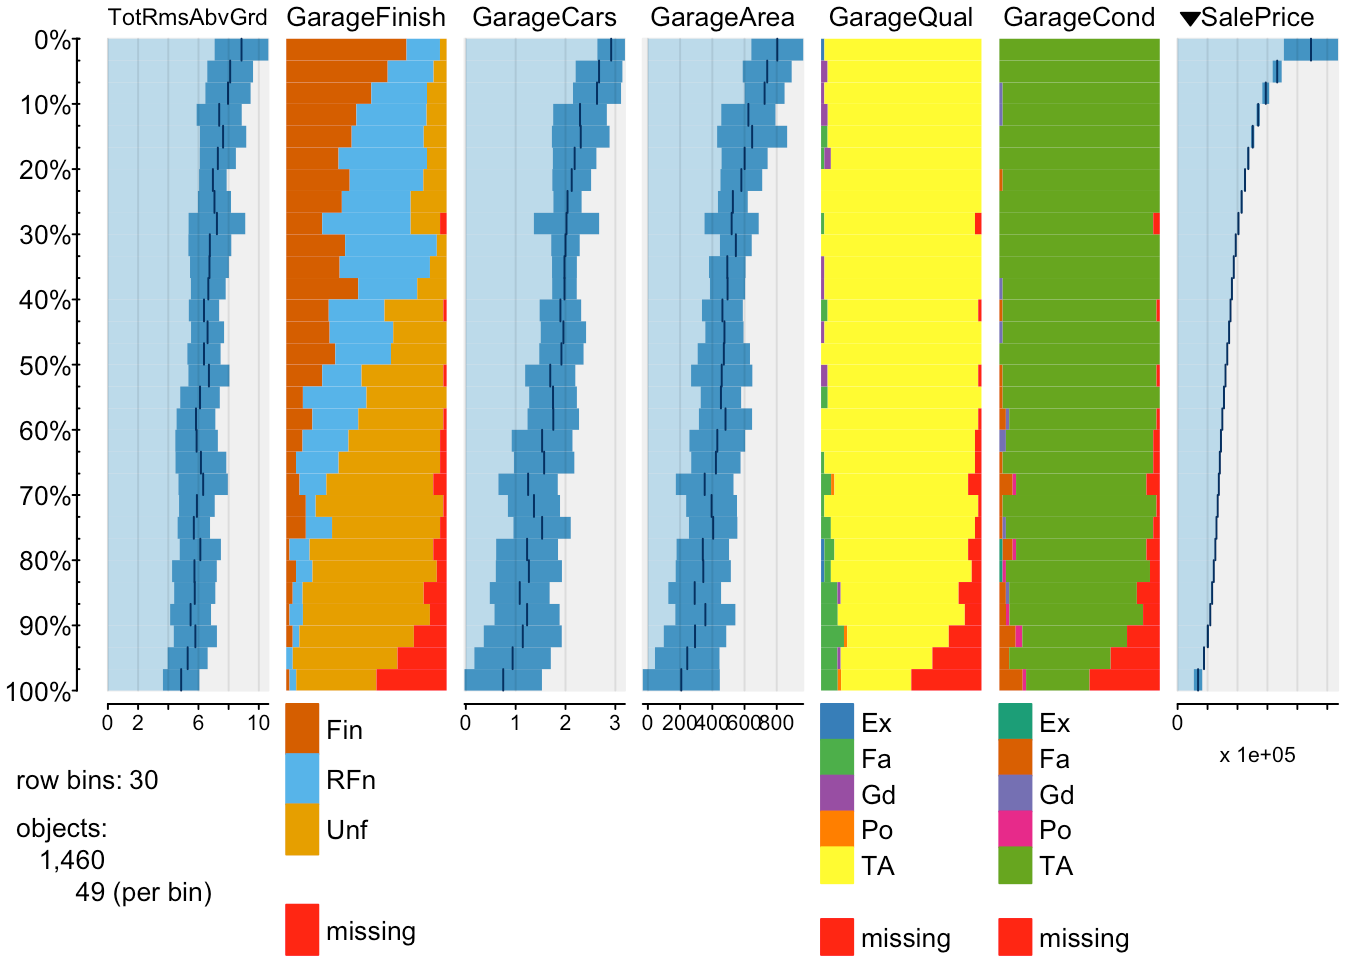 TotRmsAbvGrd GarageFinish GarageCars GarageArea GarageQual GarageCond SalePrice
0%
10%
20%
30%
40%
50%
60%
70%
80%
90%
100%
0 2 6 10 0 1 2 3 0 200 400 600 800 0
x 1e+05
row bins: 30
objects:
1,460
49 (per bin)
Fin
RFn
Unf
missing
Ex
Fa
Gd
Po
TA
missing
Ex
Fa
Gd
Po
TA
missing